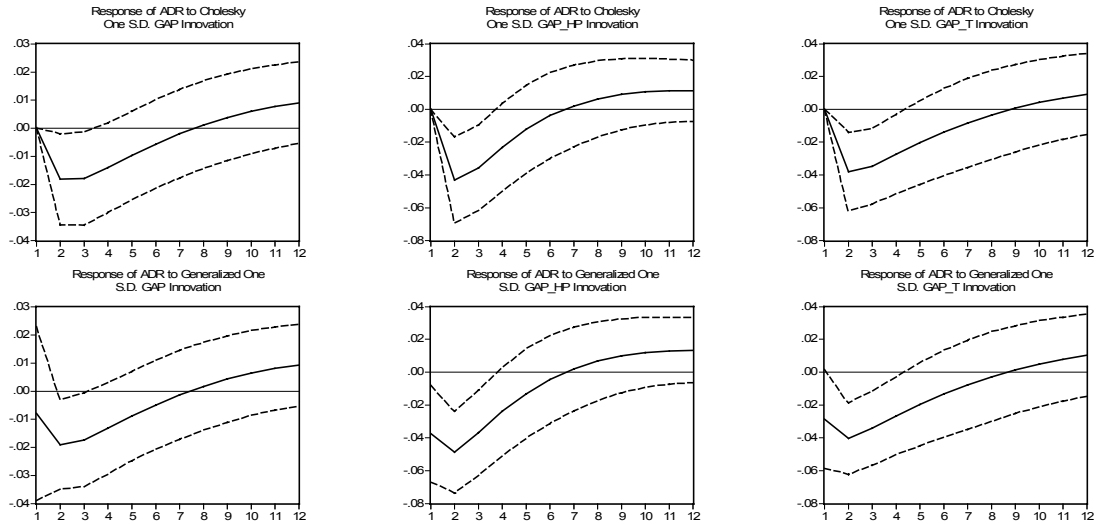 Response of ADR to Cholesky
One S.D. GAP Innovation
.03
.02
.01
.00
-.01
-.02
-.03
-.04
1 2 3 4 5 6 7 8 9 10 11 12
Response of ADR to Cholesky
One S.D. GAP_HP Innovation
.04
.02
.00
-.02
-.04
-.06
-.08
1 2 3 4 5 6 7 8 9 10 11 12
Response of ADR to Cholesky
One S.D. GAP_T Innovation
.04
.02
.00
-.02
-.04
-.06
-.08
1 2 3 4 5 6 7 8 9 10 11 12
Response of ADR to Generalized One
S.D. GAP Innovation
.03
.02
.01
.00
-.01
-.02
-.03
-.04
1 2 3 4 5 6 7 8 9 10 11 12
Response of ADR to Generalized One
S.D. GAP_HP Innovation
.04
.02
.00
-.02
-.04
-.06
-.08
1 2 3 4 5 6 7 8 9 10 11 12
Response of ADR to Generalized One
S.D. GAP_T Innovation
.04
.02
.00
-.02
-.04
-.06
-.08
1 2 3 4 5 6 7 8 9 10 11 12